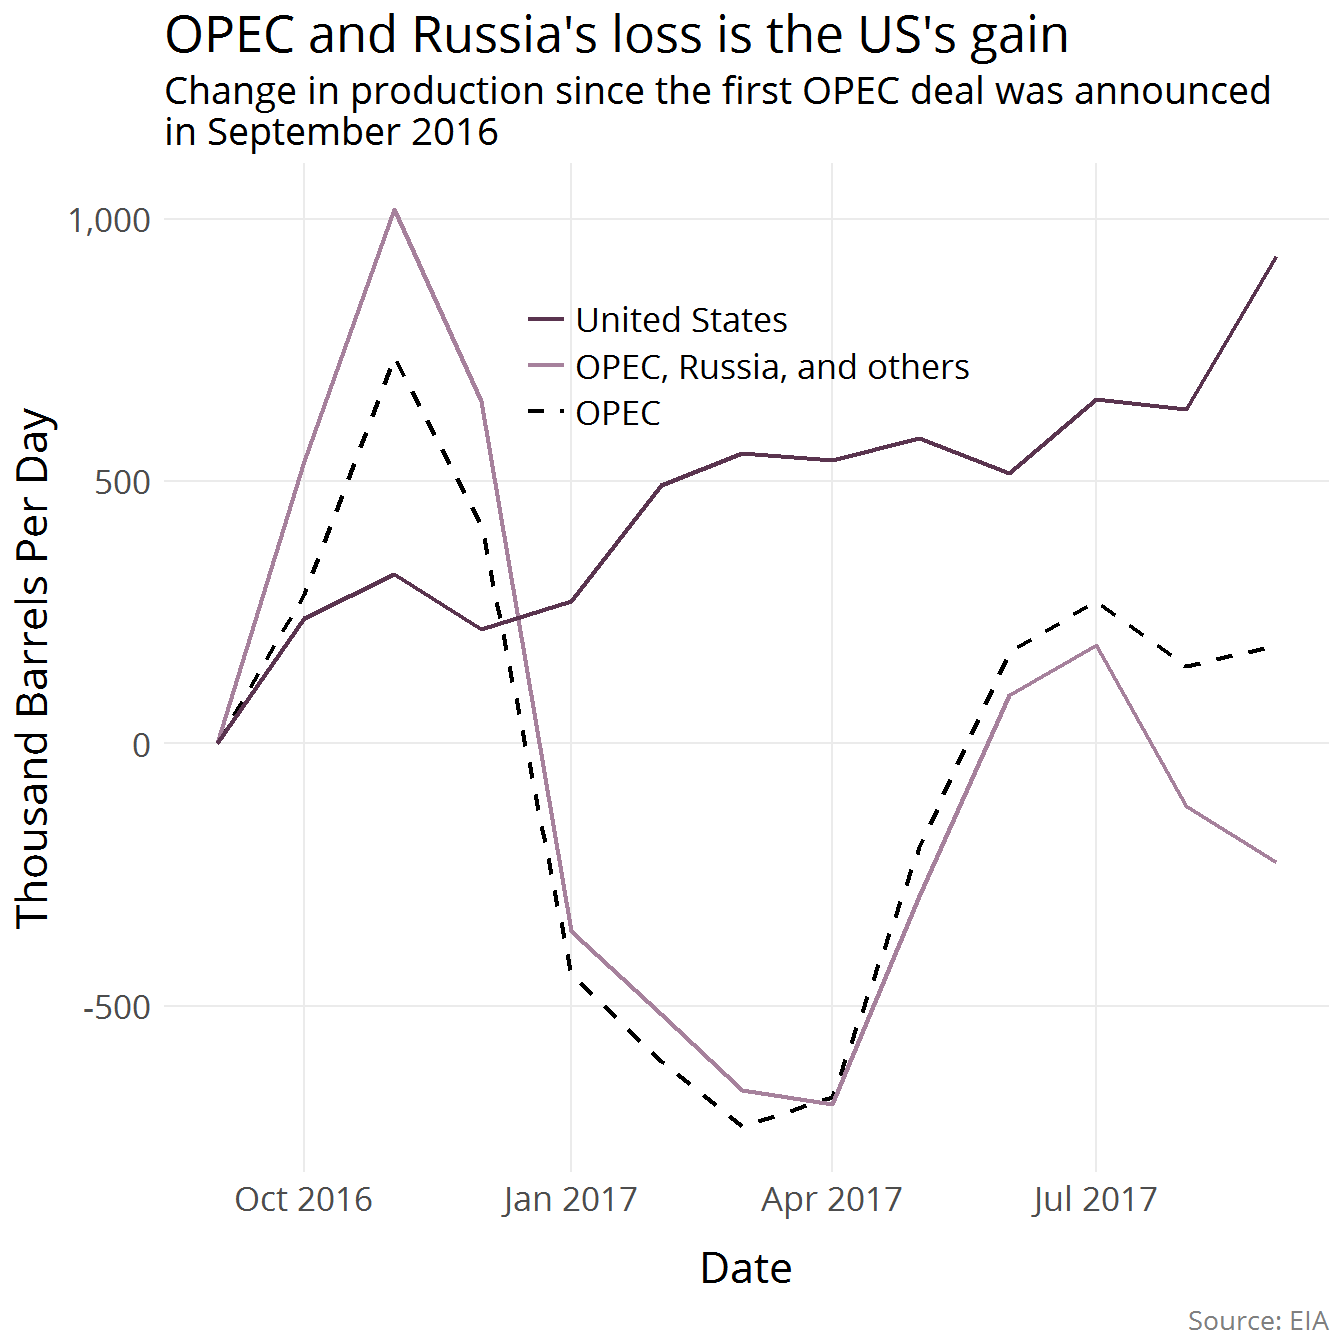 OPEC and Russia's loss is the US's gain
Change in production since the first OPEC deal was announced
in September 2016
1,000
United States
OPEC, Russia, and others
OPEC
500
0
-500
Thousand Barrels Per Day
Oct 2016
Jan 2017
Apr 2017
Jul 2017
Date
Source: EIA